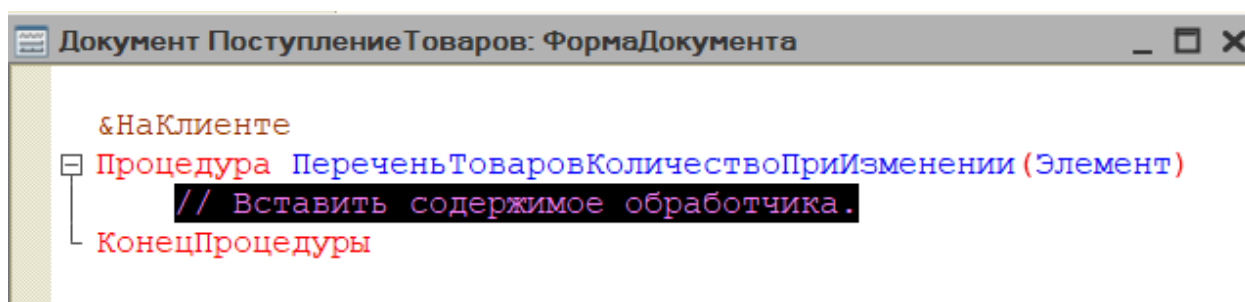 Документ ПоступлениеТоваров: ФормаДокумента
&НаКлиенте
Процедура ПереченьТоваровКоличествоПриИзменении(Элемент)
// Вставить содержимое обработчика.
КонецПроцедуры